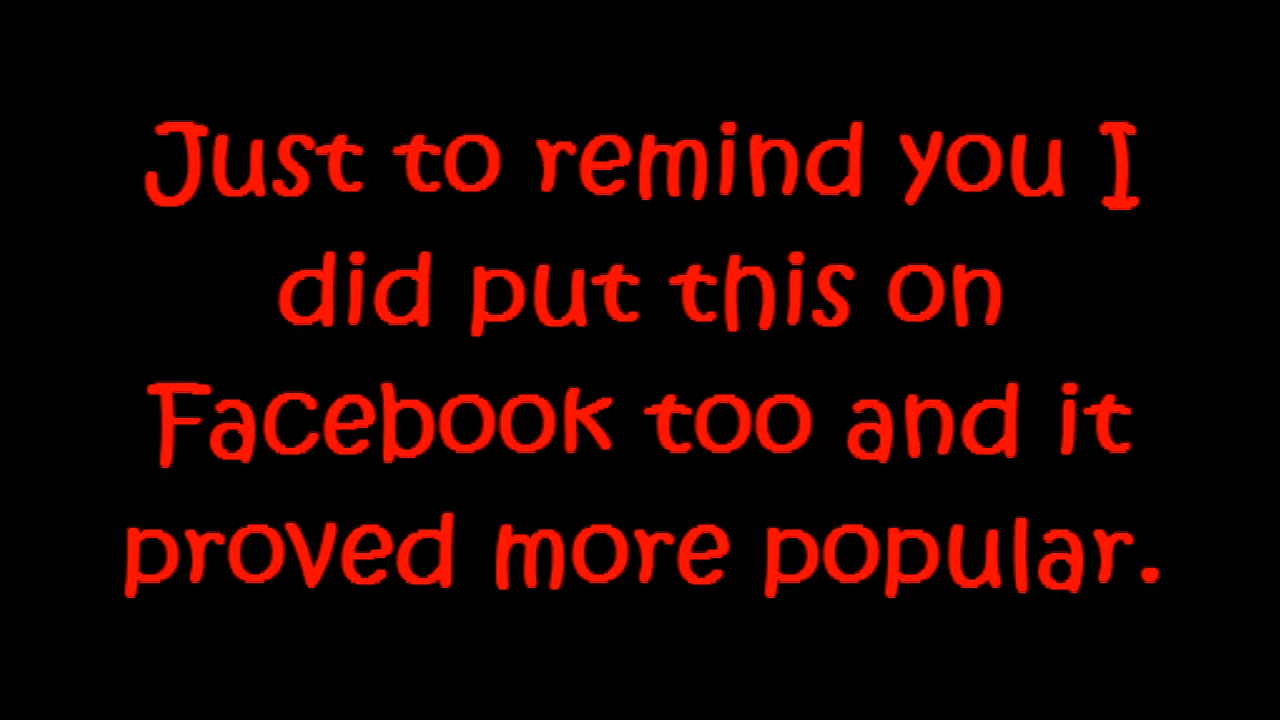 Just to remind you I
did put this on
Facebook too and it
proved more popular.